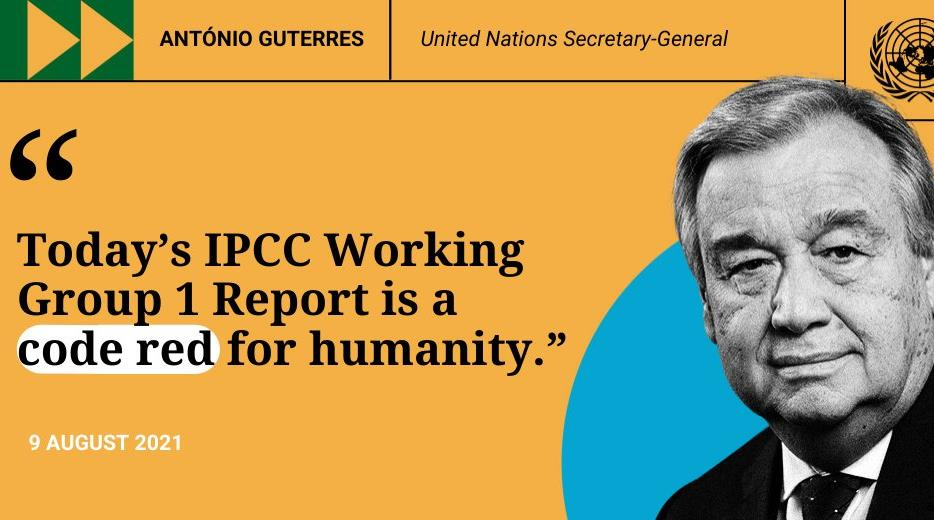 ANTÓNIO GUTERRES
United Nations Secretary-General
“
Today’s IPCC Working
Group 1 Report is a
code red for humanity.”
9 AUGUST 2021